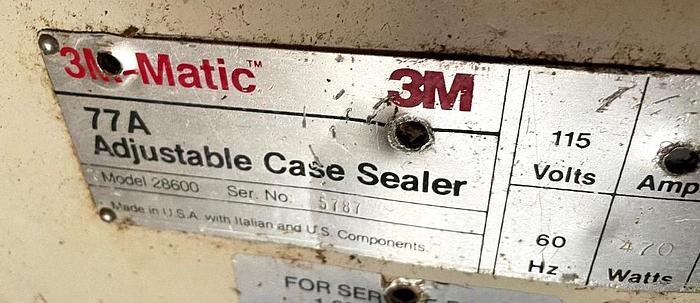 3M-Matic™ 3M
77A
Adjustable Case Sealer
Model 28600 Ser. No. 5787
Made in U.S.A. with Italian and U.S. Components.
115
Volts
Amp
60
Hz
470
Watts
FOR SER